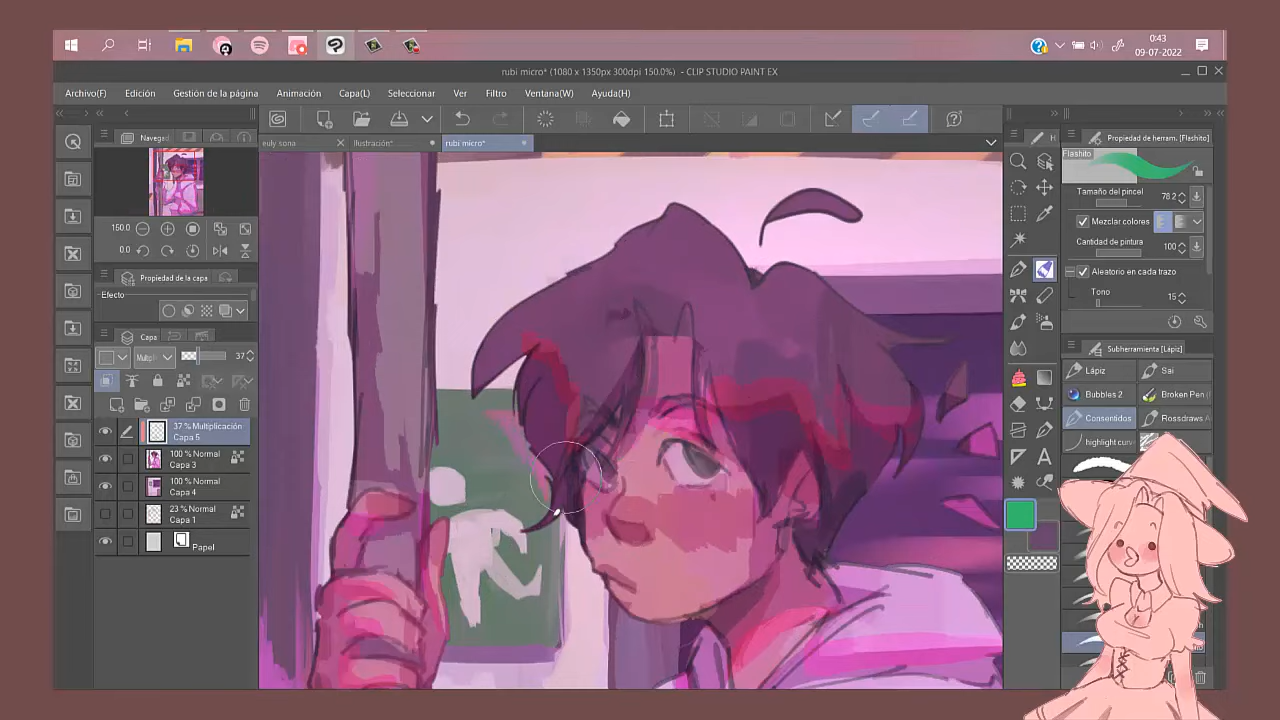 0:43
09-07-2022
rubi micro* (1080 x 1350px 300dpi 150.0%) - CLIP STUDIO PAINT EX
Archivo(F) Edición Gestión de la página Animación Capa(L) Seleccionar Ver Filtro Ventana(W) Ayuda(H)
Navegad
euly sona Ilustración* rubi micro*
Propiedad de herram. [Flashito]
Flashito
Tamaño del pincel 78.2
Mezclar colores
Cantidad de pintura 100
Aleatorio en cada trazo
Tono 15
150.0
0.0
Propiedad de la capa
Efecto
Capa
Multipli 37
37 % Multiplicación
Capa 5
100 % Normal
Capa 3
100 % Normal
Capa 4
23 % Normal
Capa 1
Papel
Subherramienta [Lápiz]
Lápiz Sai
Bubbles 2 Broken Pen (
Consentidos Rossdraws A
highlight curv